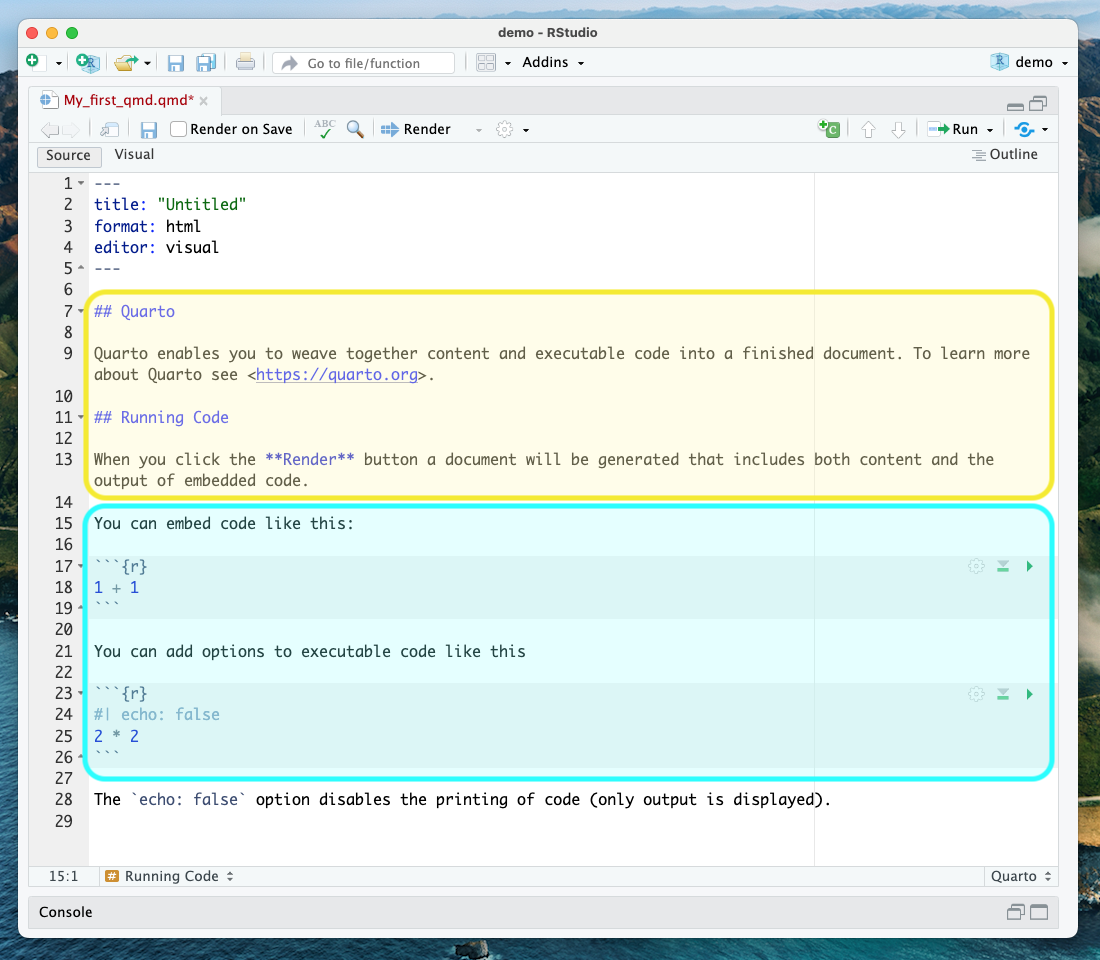 demo - RStudio
Go to file/function
Addins
demo
My_first_qmd.qmd*
Render on Save
ABC
Render
Run
Source
Visual
Outline
1 ---
2 title: "Untitled"
3 format: html
4 editor: visual
5 ---
6
7 ## Quarto
8
9 Quarto enables you to weave together content and executable code into a finished document. To learn more
about Quarto see <https://quarto.org>.
10
11 ## Running Code
12
13 When you click the **Render** button a document will be generated that includes both content and the
output of embedded code.
14
15 You can embed code like this:
16
17 ```{r}
18 1 + 1
19 ```
20
21 You can add options to executable code like this
22
23 ```{r}
24 #| echo: false
25 2 * 2
26 ```
27
28 The `echo: false` option disables the printing of code (only output is displayed).
29
15:1
# Running Code
Quarto
Console